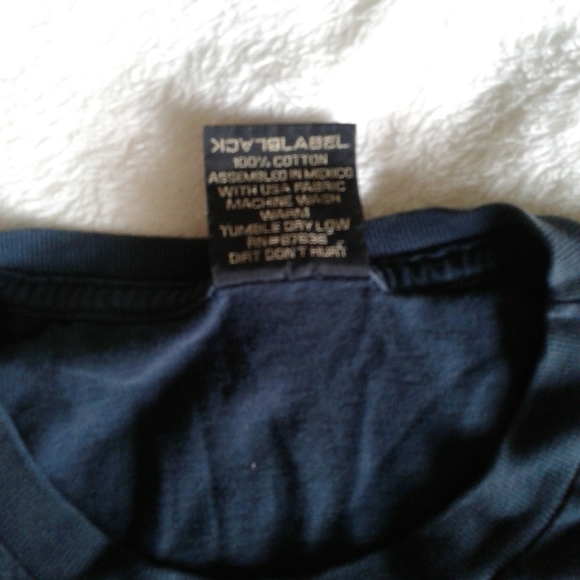 BLACKLABEL
100% COTTON
ASSEMBLED IN MEXICO
WITH USA FABRIC
MACHINE WASH
WARM
TUMBLE DRY LOW
DIRT DON'T HURT